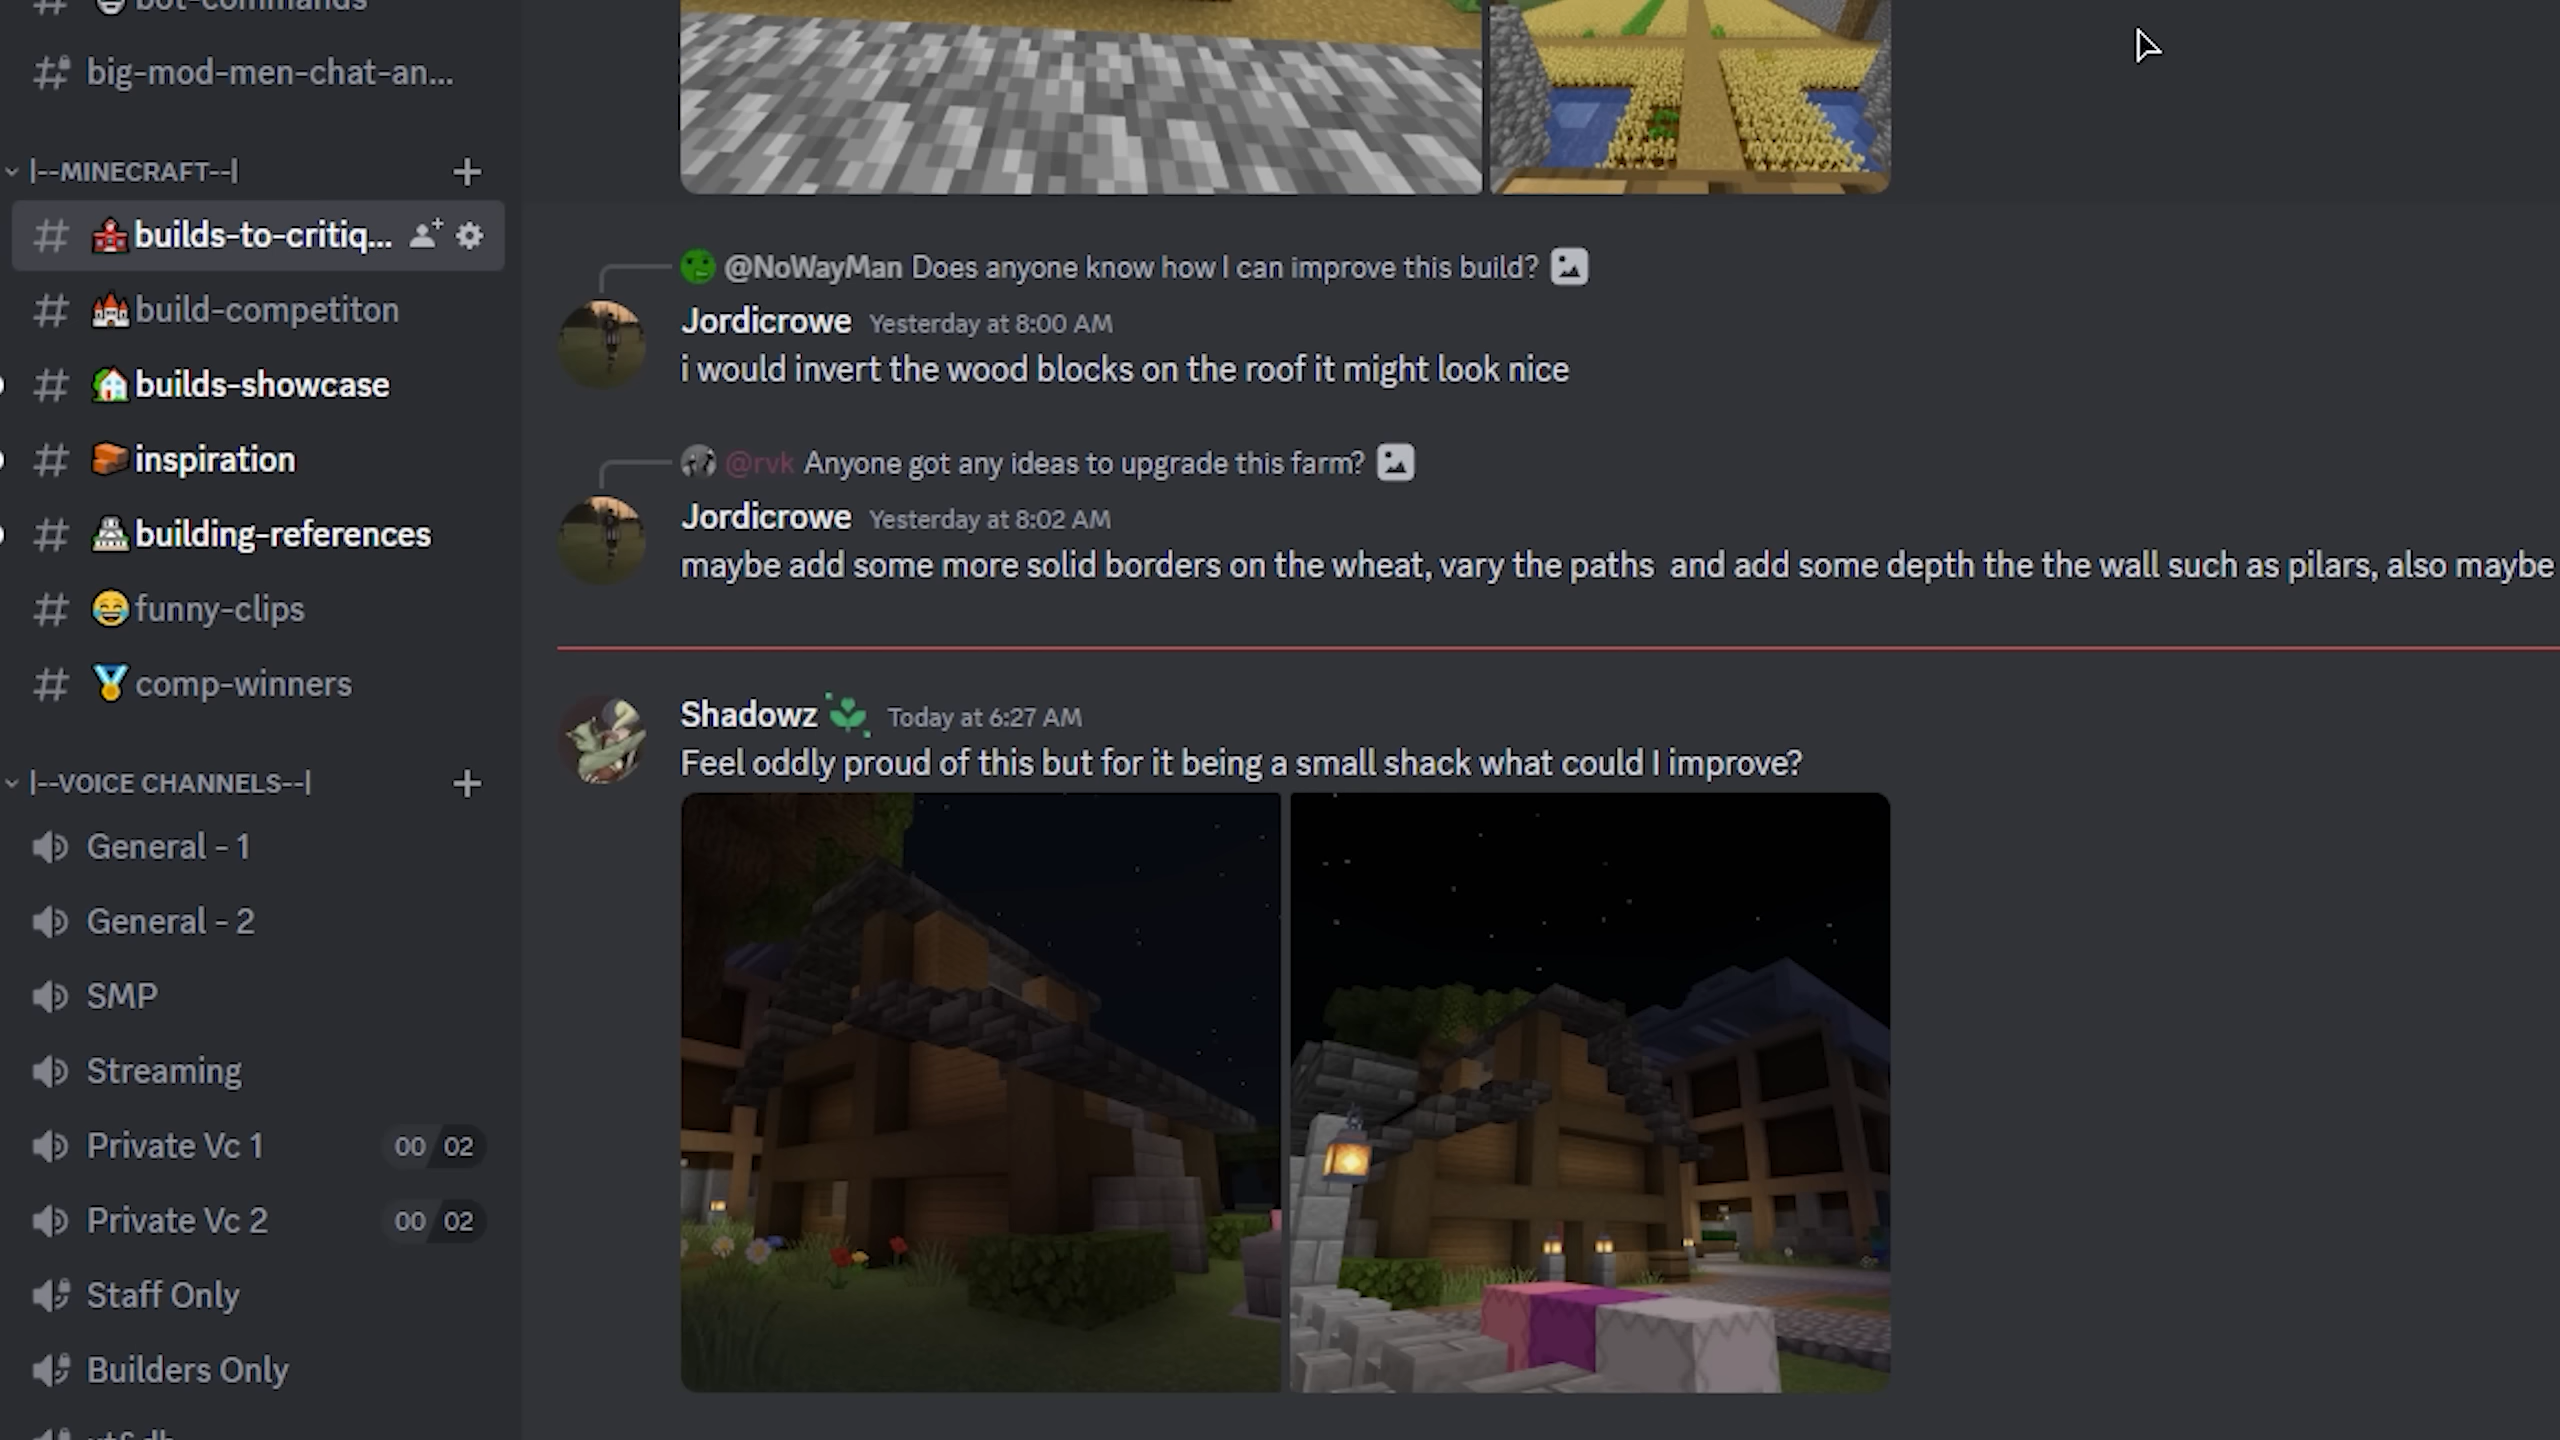 bot-commands
big-mod-men-chat-an...
|--MINECRAFT--|
builds-to-critiq...
build-competiton
builds-showcase
inspiration
building-references
funny-clips
comp-winners
|--VOICE CHANNELS--|
General - 1
General - 2
SMP
Streaming
Private Vc 1 00 02
Private Vc 2 00 02
Staff Only
Builders Only
@NoWayMan Does anyone know how I can improve this build?
Jordicrowe Yesterday at 8:00 AM
i would invert the wood blocks on the roof it might look nice
@rvk Anyone got any ideas to upgrade this farm?
Jordicrowe Yesterday at 8:02 AM
maybe add some more solid borders on the wheat, vary the paths  and add some depth the the wall such as pilars, also maybe
Shadowz Today at 6:27 AM
Feel oddly proud of this but for it being a small shack what could I improve?